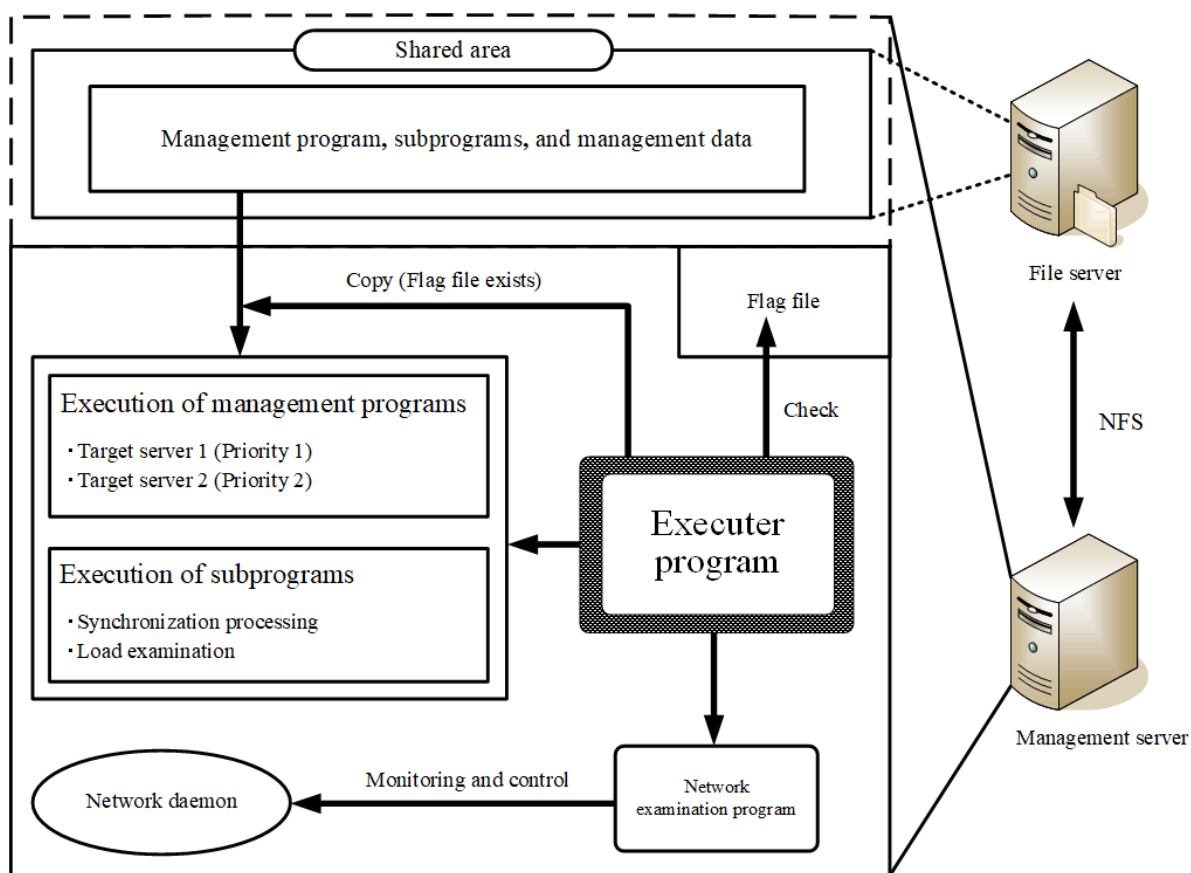 Shared area
Management program, subprograms, and management data
File server
Copy (Flag file exists)
Flag file
Check
NFS
Execution of management programs
・Target server 1 (Priority 1)
・Target server 2 (Priority 2)
Executer
program
Execution of subprograms
・Synchronization processing
・Load examination
Management server
Monitoring and control
Network daemon
Network
examination program